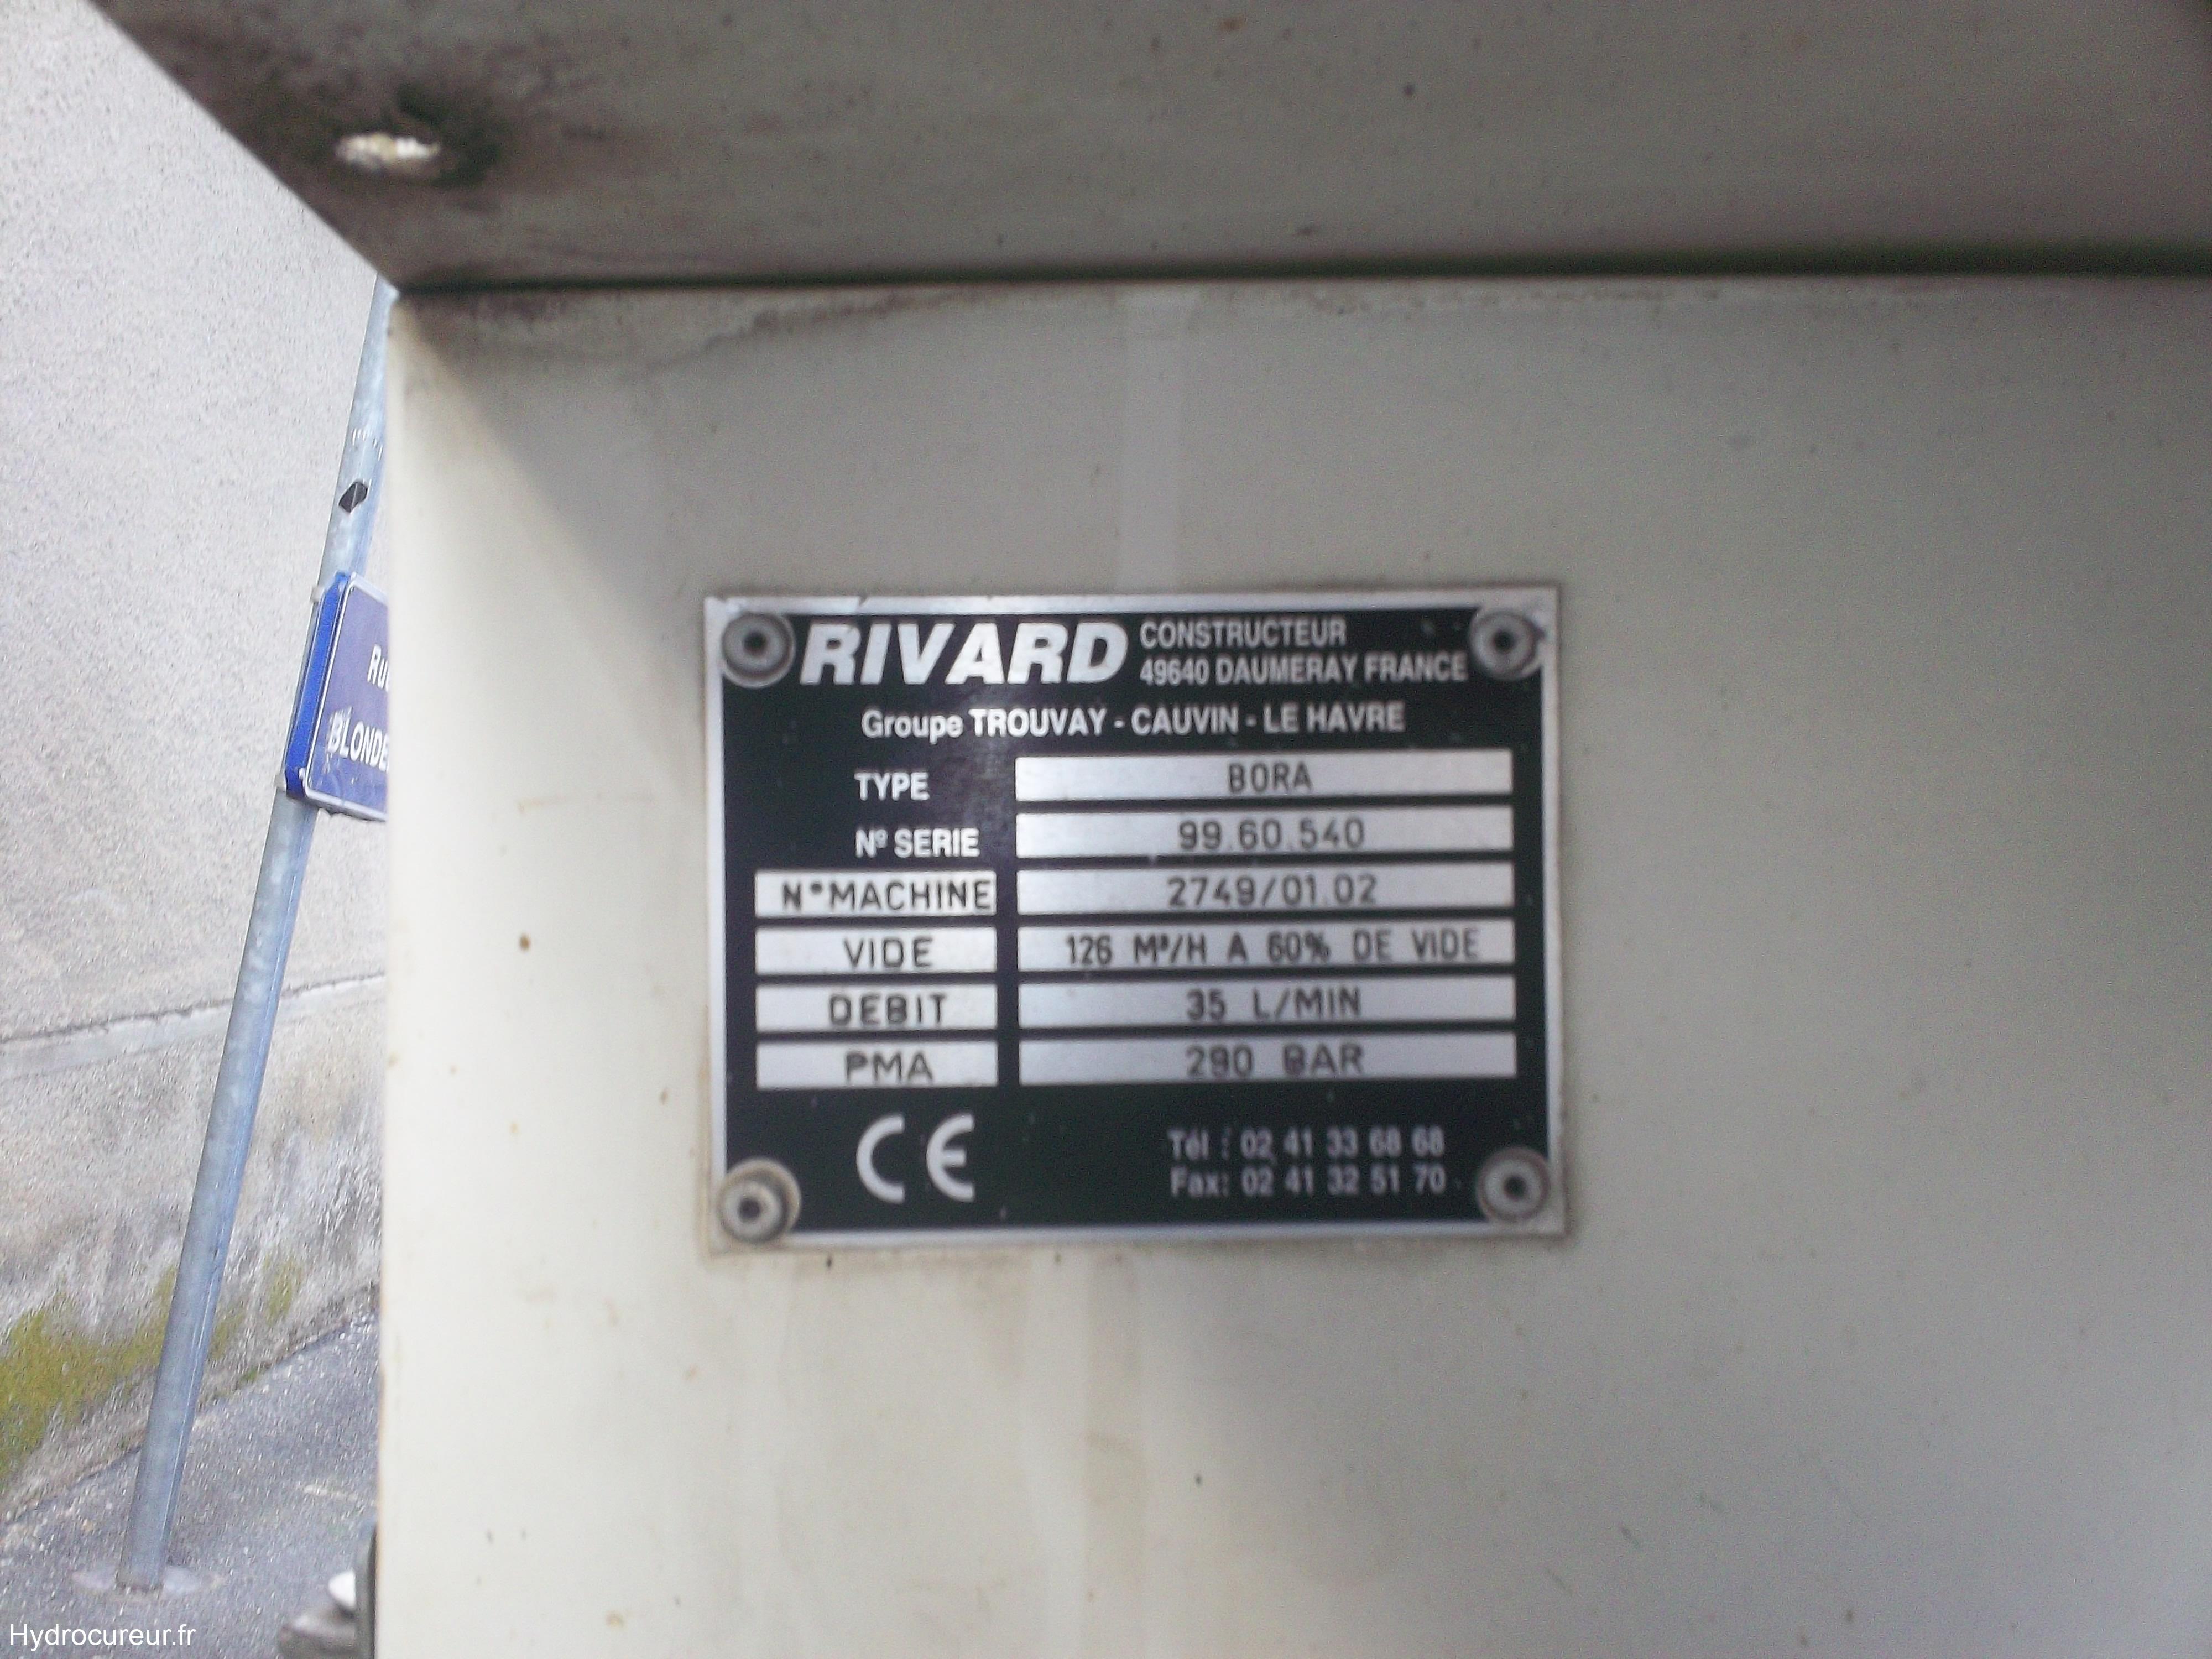 RU
BLONDE
RIVARD CONSTRUCTEUR
49640 DAUMERAY FRANCE
Groupe TROUVAY - CAUVIN - LE HAVRE
TYPE BORA
Nº SERIE 99.60.540
N°MACHINE 2749/01.02
VIDE 126 M³/H A 60% DE VIDE
DEBIT 35 L/MIN
PMA 290 BAR
CE
Tél : 02 41 33 68 68
Fax: 02 41 32 51 70
Hydrocureur.fr